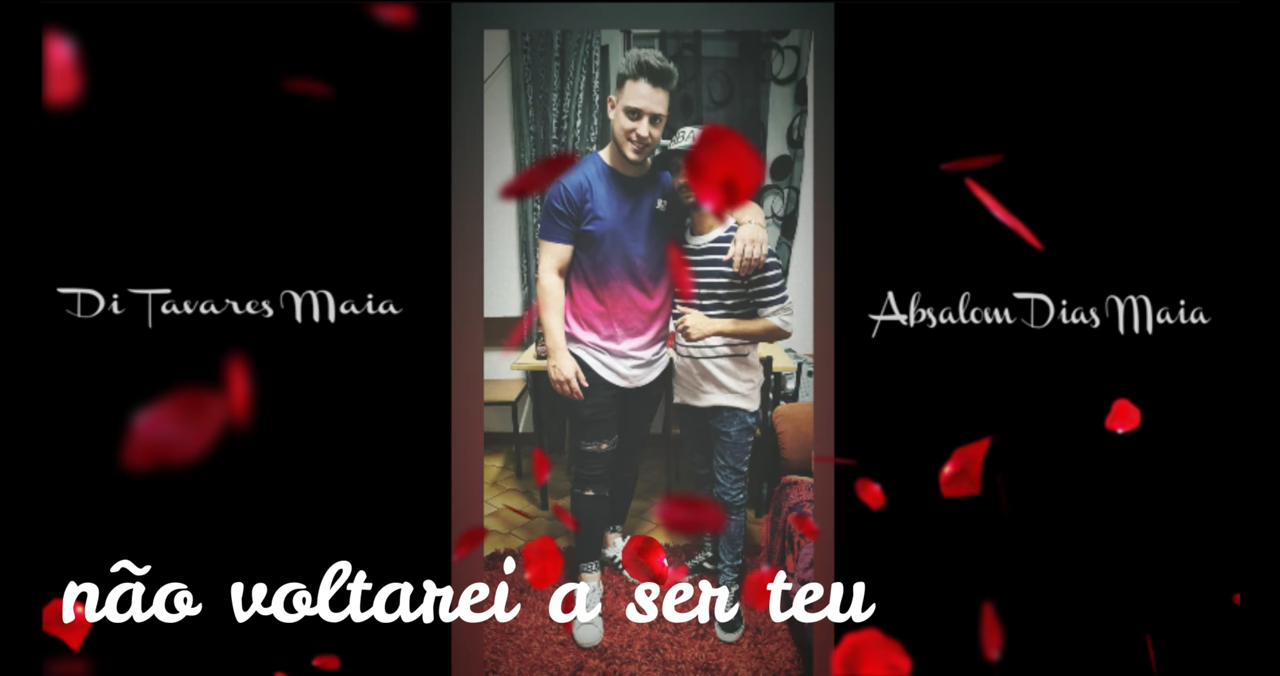 Di Tavares Maia
Absalom Dias Maia
não voltarei a ser teu